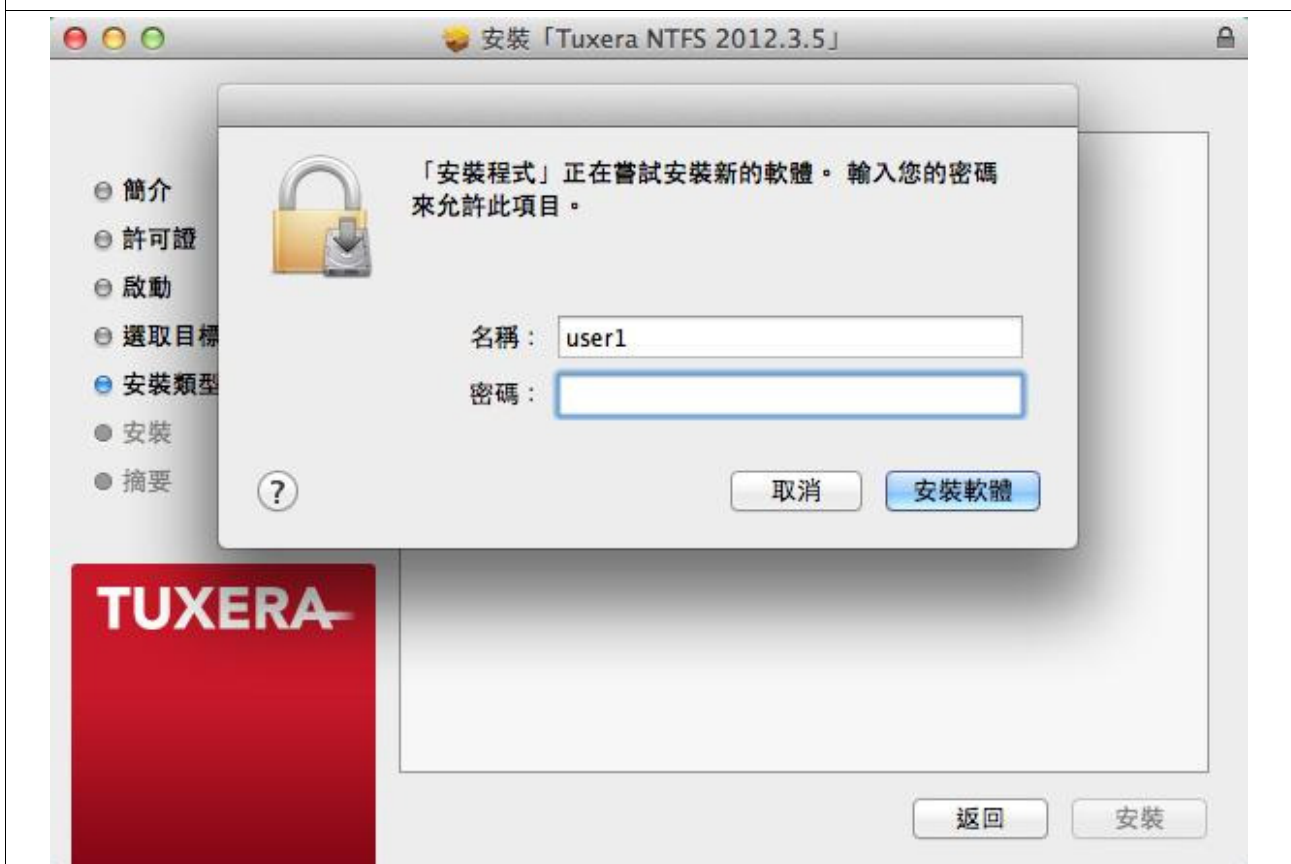 安裝「Tuxera NTFS 2012.3.5」
「安裝程式」正在嘗試安裝新的軟體。 輸入您的密碼
來允許此項目。
簡介
許可證
啟動
選取目標
安裝類型
安裝
摘要
名稱：
user1
密碼：
?
取消
安裝軟體
TUXERA
返回
安裝